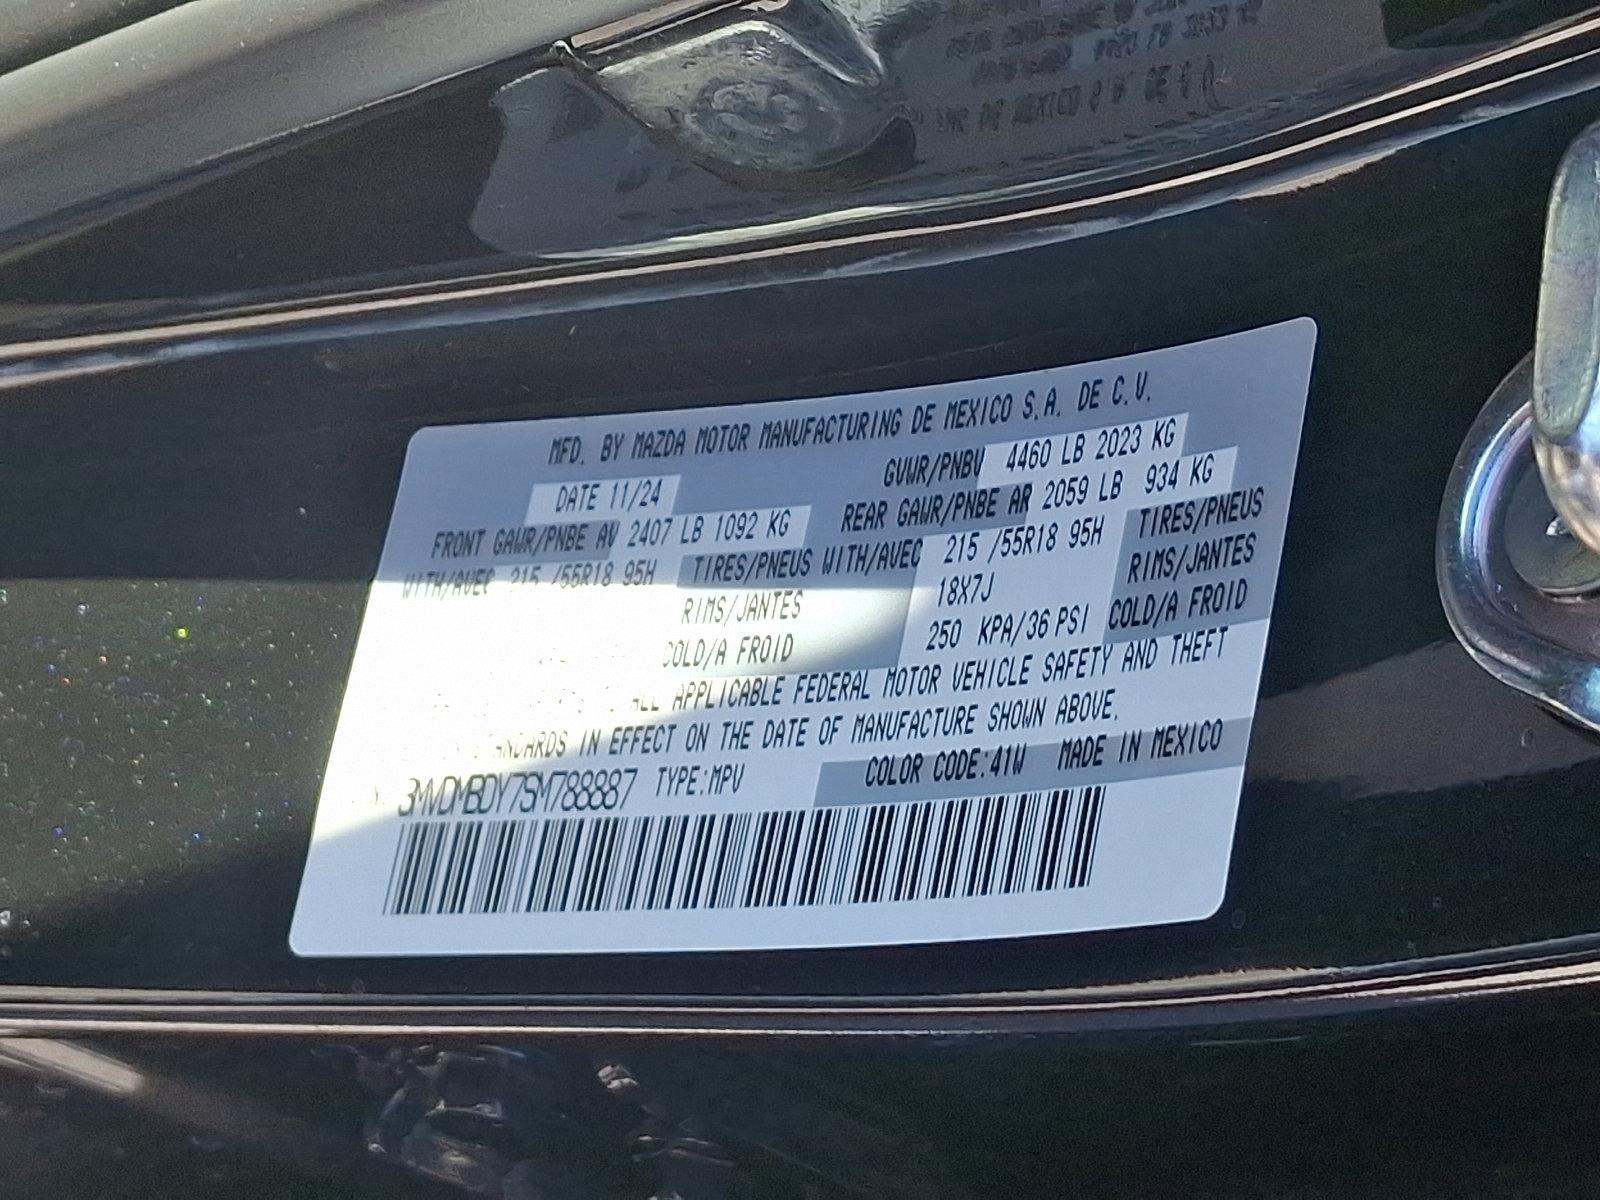 MFD. BY MAZDA MOTOR MANUFACTURING DE MEXICO S.A. DE C.V.
DATE 11/24 GVWR/PNBV 4460 LB 2023 KG
FRONT GAWR/PNBE AV 2407 LB 1092 KG REAR GAWR/PNBE AR 2059 LB 934 KG
WITH/AVEC 215 /55R18 95H TIRES/PNEUS WITH/AVEC 215 /55R18 95H TIRES/PNEUS
RIMS/JANTES 18X7J RIMS/JANTES
COLD/A FROID 250 KPA/36 PSI COLD/A FROID
ALL APPLICABLE FEDERAL MOTOR VEHICLE SAFETY AND THEFT
STANDARDS IN EFFECT ON THE DATE OF MANUFACTURE SHOWN ABOVE.
3MVDMBDY7SM788887 TYPE:MPV COLOR CODE:41W MADE IN MEXICO